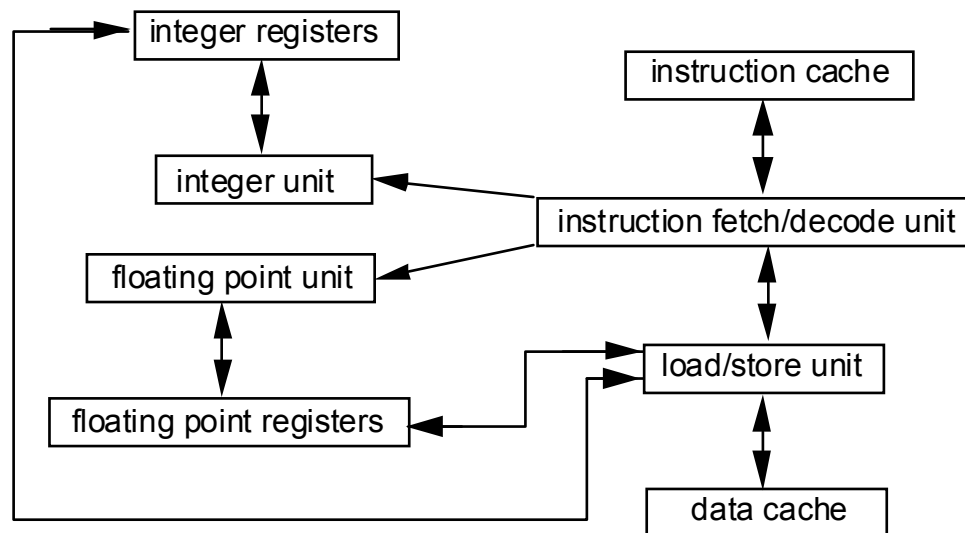 integer registers
instruction cache
integer unit
instruction fetch/decode unit
floating point unit
load/store unit
floating point registers
data cache